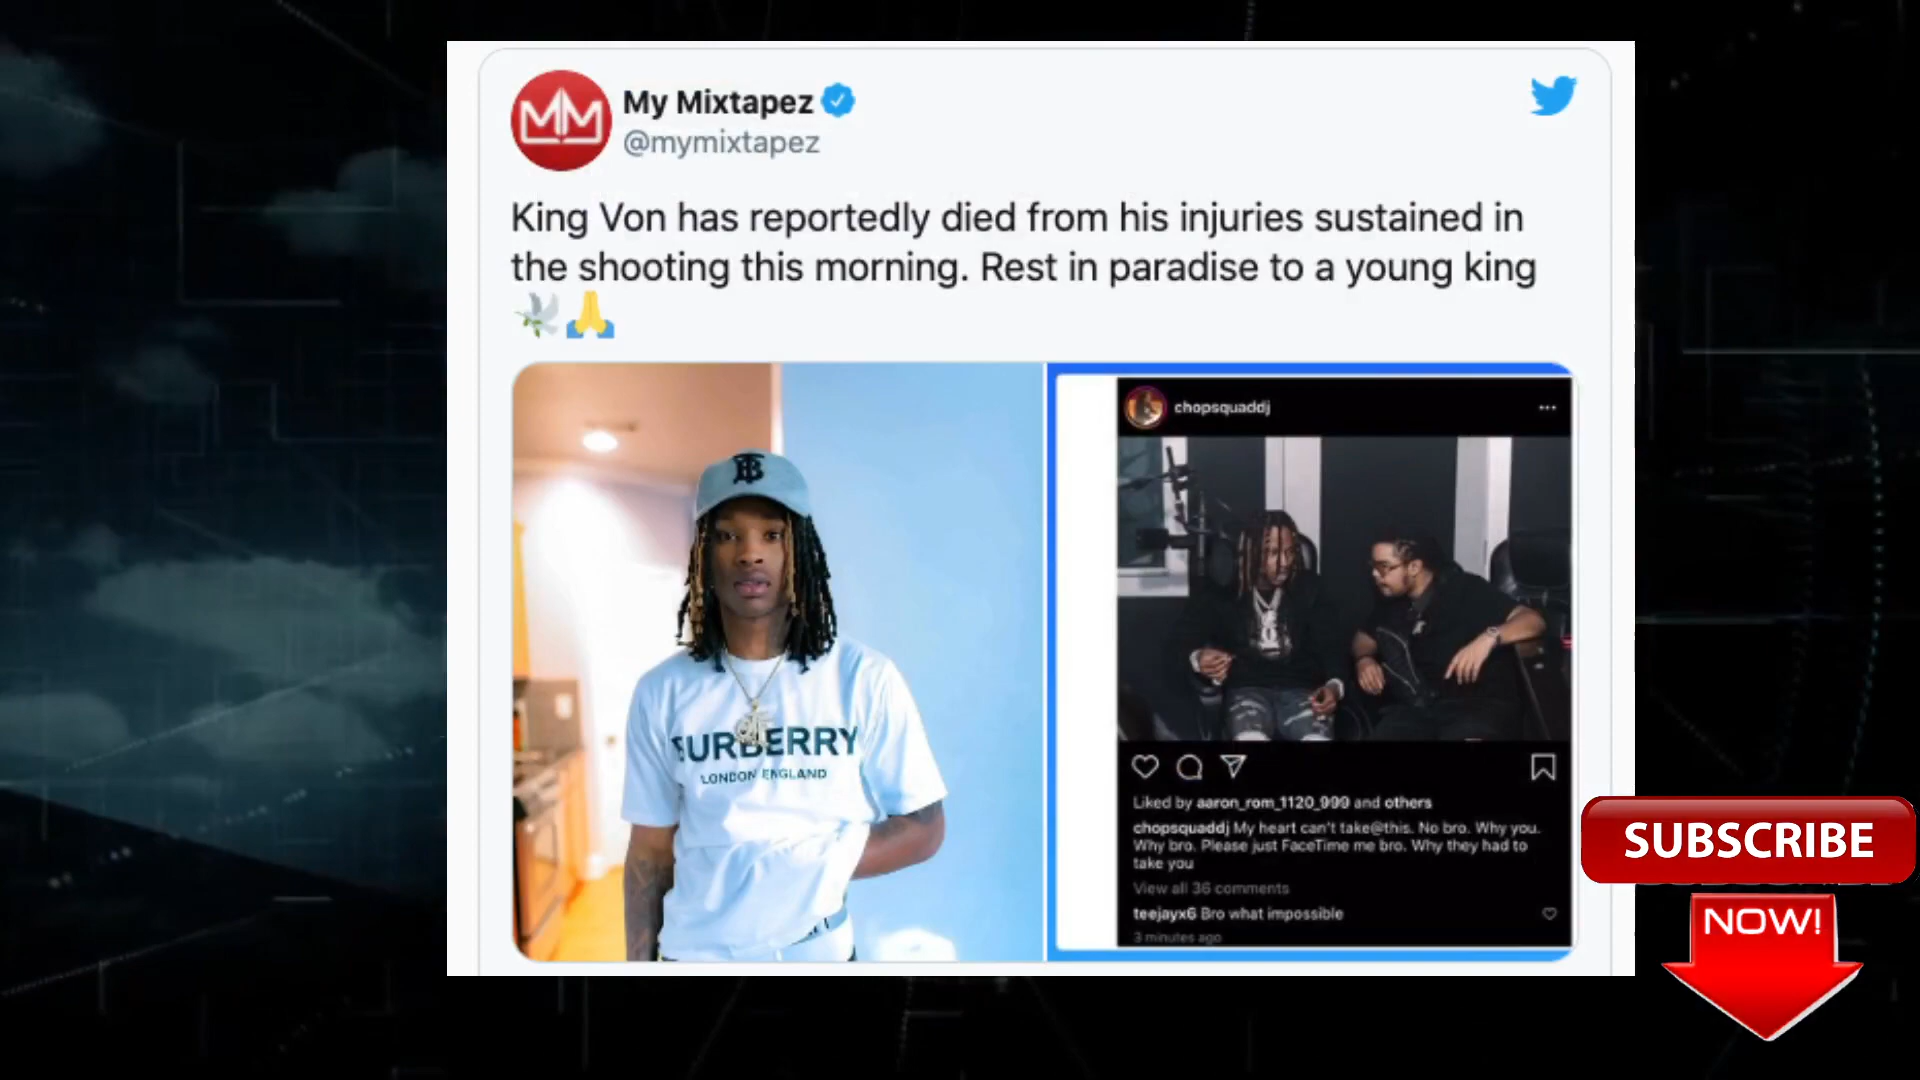 My Mixtapez
@mymixtapez
King Von has reportedly died from his injuries sustained in
the shooting this morning. Rest in paradise to a young king
🕊🙏
BURBERRY
LONDON ENGLAND
chopsquaddj
Liked by aaron_rom_1120_999 and others
chopsquaddj My heart can't take@this. No bro. Why you.
Why bro. Please just FaceTime me bro. Why they had to
take you
View all 36 comments
teejayx6 Bro what impossible
3 minutes ago
SUBSCRIBE
NOW!